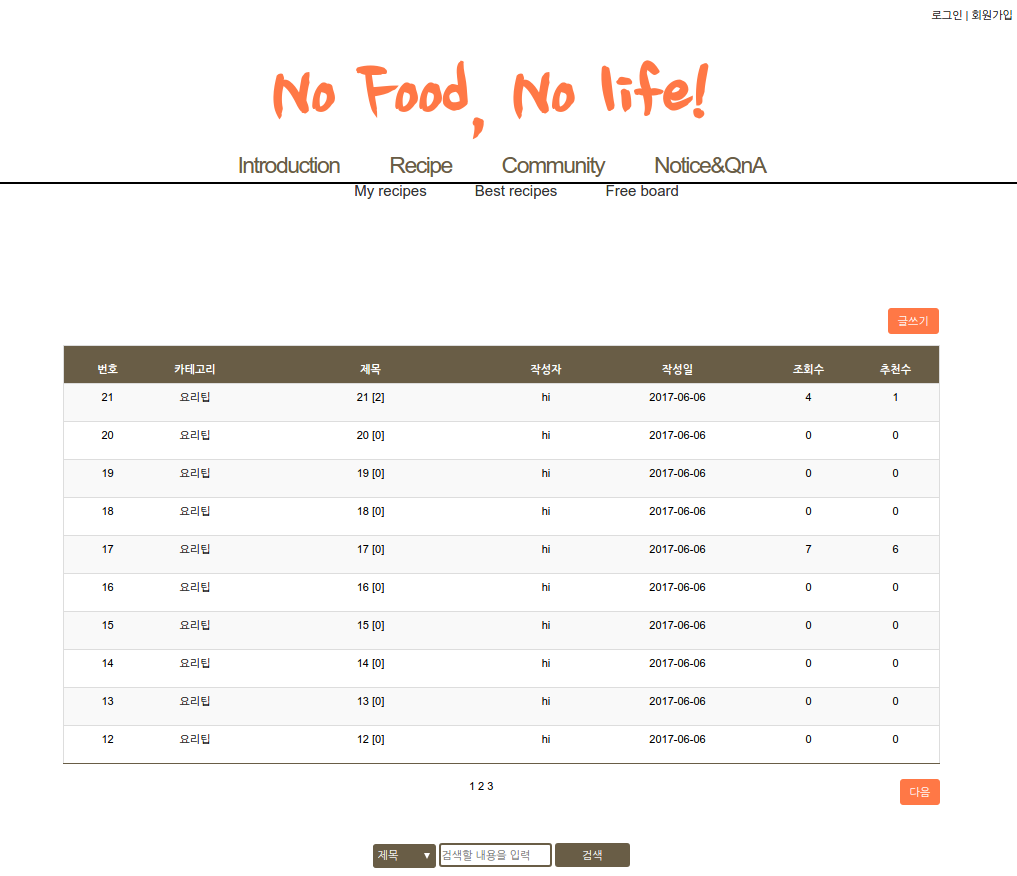 로그인 | 회원가입
No Food, No life!
Introduction Recipe Community Notice&QnA
My recipes Best recipes Free board
글쓰기
번호 카테고리 제목 작성자 작성일 조회수 추천수
21 요리팁 21 [2] hi 2017-06-06 4 1
20 요리팁 20 [0] hi 2017-06-06 0 0
19 요리팁 19 [0] hi 2017-06-06 0 0
18 요리팁 18 [0] hi 2017-06-06 0 0
17 요리팁 17 [0] hi 2017-06-06 7 6
16 요리팁 16 [0] hi 2017-06-06 0 0
15 요리팁 15 [0] hi 2017-06-06 0 0
14 요리팁 14 [0] hi 2017-06-06 0 0
13 요리팁 13 [0] hi 2017-06-06 0 0
12 요리팁 12 [0] hi 2017-06-06 0 0
1 2 3 다음
제목 ▼ 검색할 내용을 입력 검색